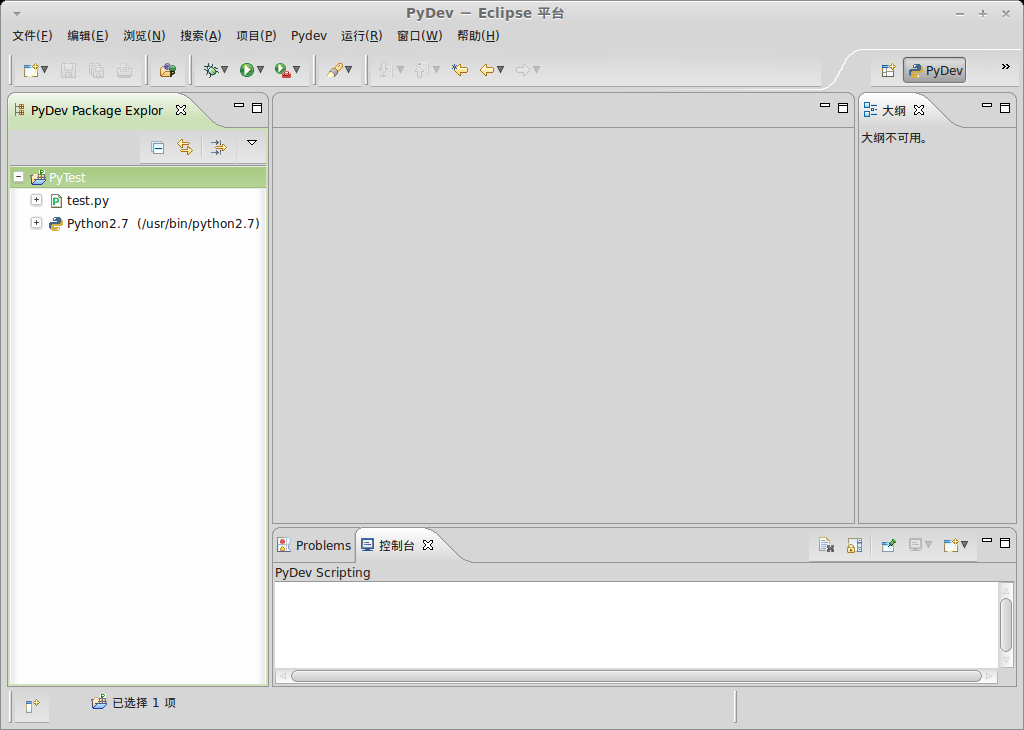 PyDev — Eclipse 平台
文件(F) 编辑(E) 浏览(N) 搜索(A) 项目(P) Pydev 运行(R) 窗口(W) 帮助(H)
PyDev »
PyDev Package Explor
大纲
大纲不可用。
PyTest
test.py
Python2.7 (/usr/bin/python2.7)
Problems 控制台
PyDev Scripting
已选择 1 项